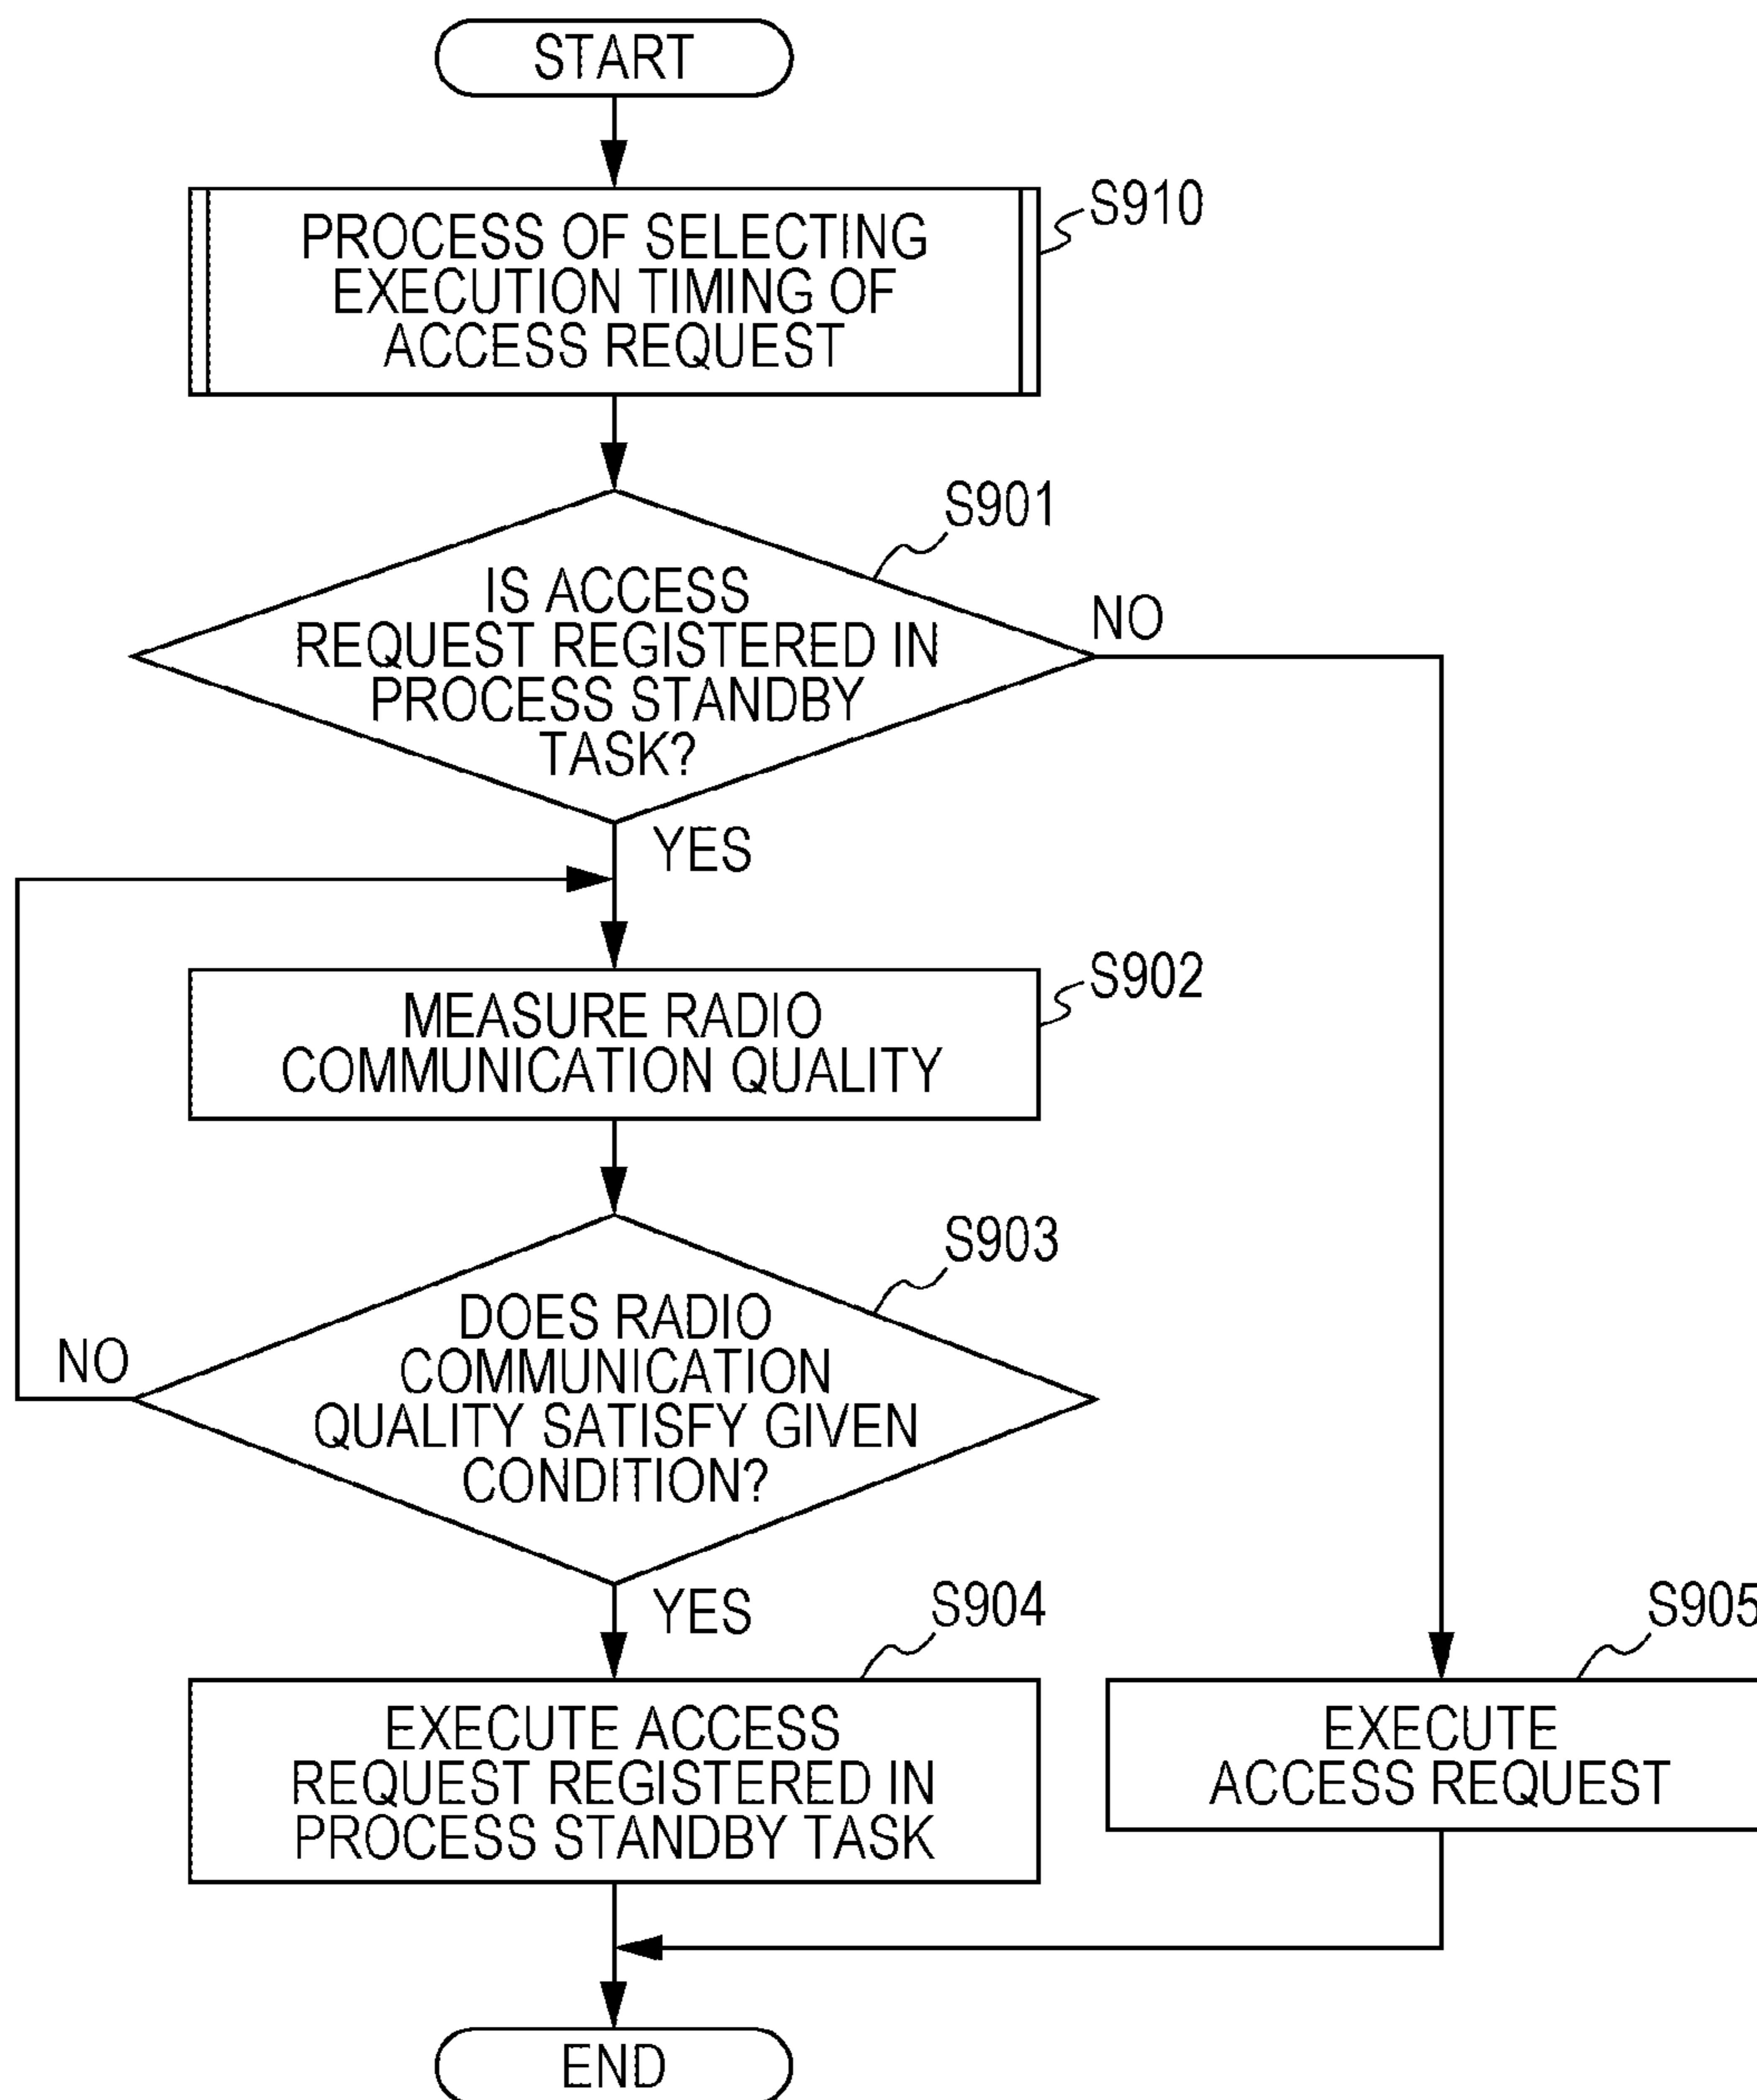 START
PROCESS OF SELECTING
EXECUTION TIMING OF
ACCESS REQUEST
S910
S901
IS ACCESS
REQUEST REGISTERED IN
PROCESS STANDBY
TASK?
NO
YES
MEASURE RADIO
COMMUNICATION QUALITY
S902
S903
DOES RADIO
COMMUNICATION
QUALITY SATISFY GIVEN
CONDITION?
NO
YES
S904
EXECUTE ACCESS
REQUEST REGISTERED IN
PROCESS STANDBY TASK
S905
EXECUTE
ACCESS REQUEST
END